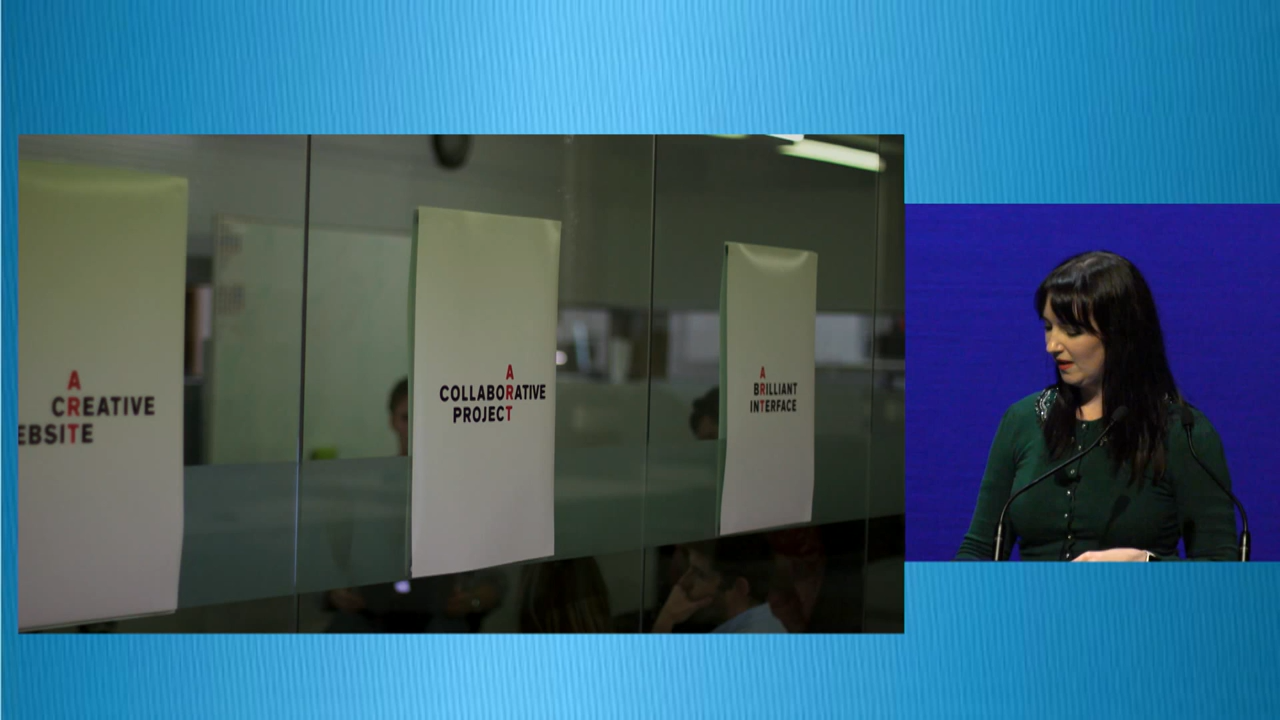 A
CREATIVE
EBSITE
A
COLLABORATIVE
PROJECT
A
BRILLIANT
INTERFACE